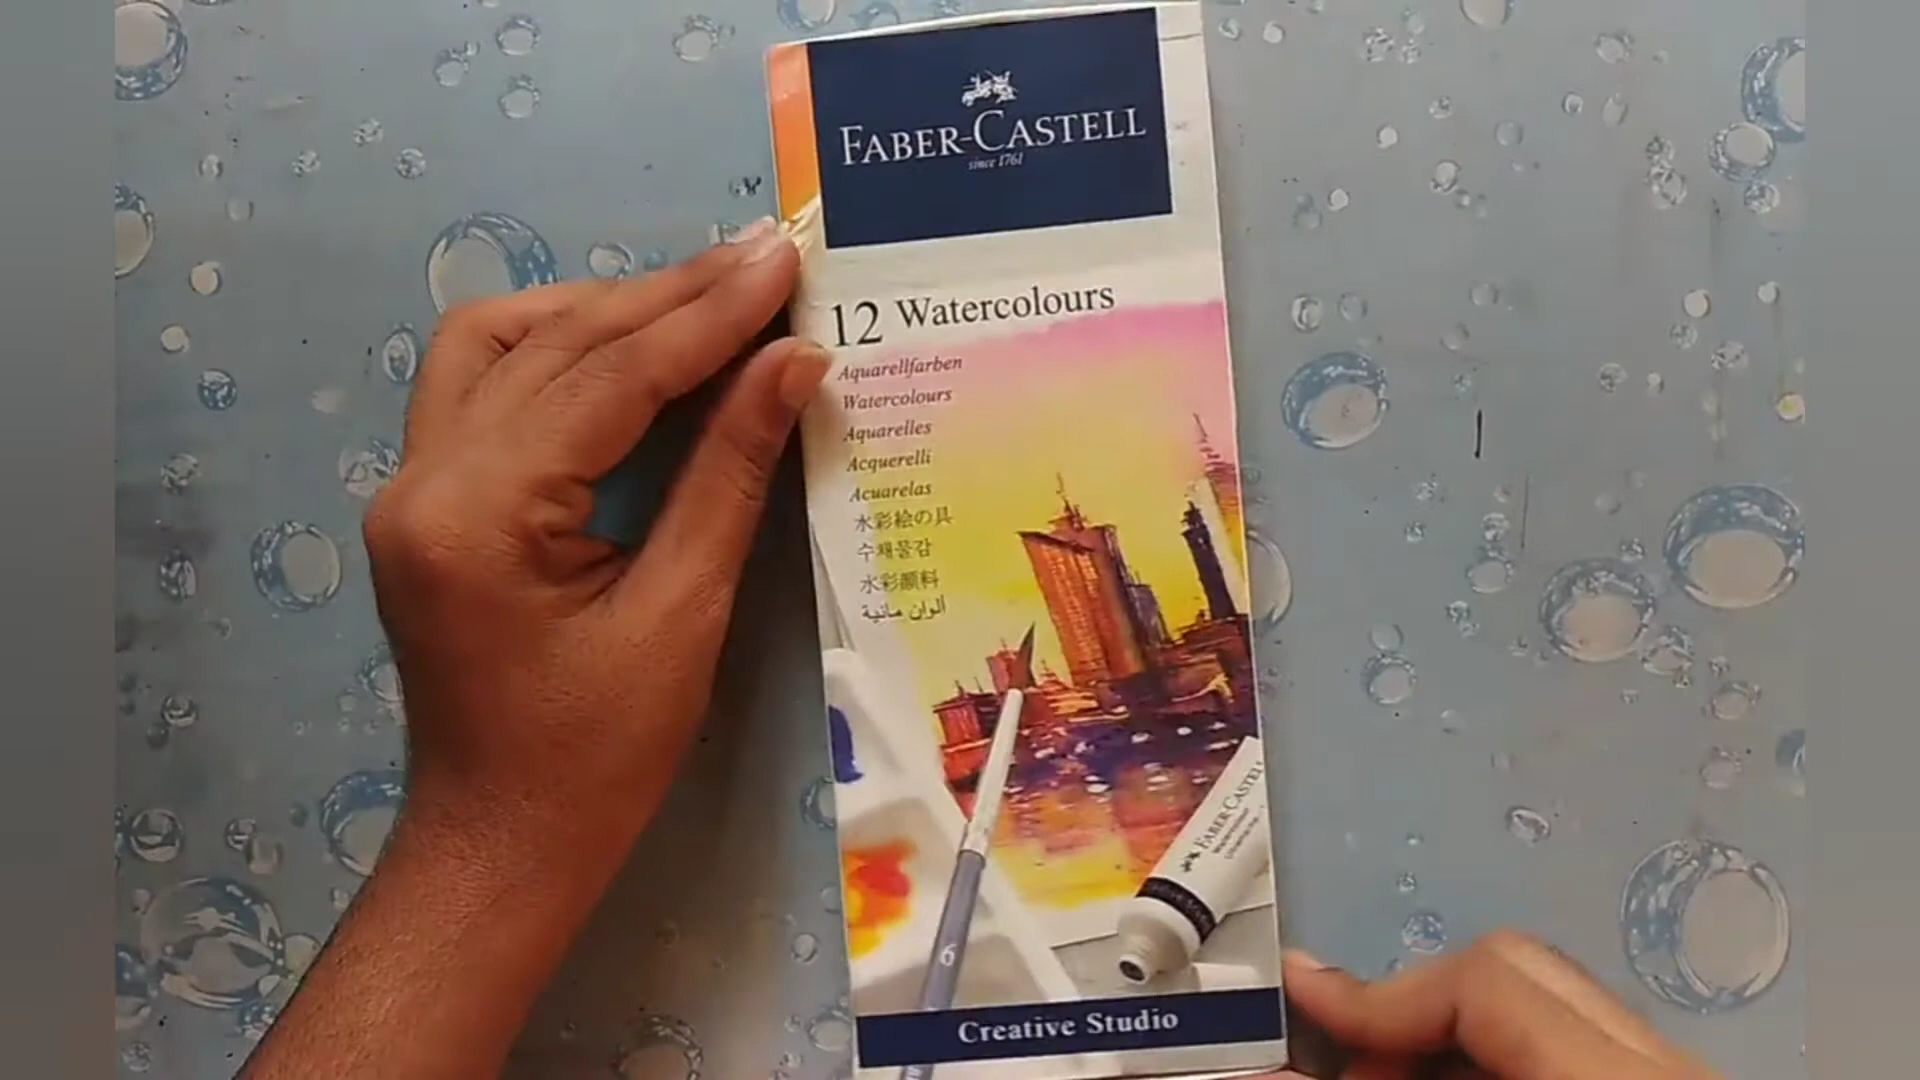 FABER-CASTELL
since 1761
12 Watercolours
Aquarellfarben
Watercolours
Aquarelles
Acquerelli
Acuarelas
水彩絵の具
수채물감
水彩颜料
ألوان مائية
FABER-CASTELL
6
Creative Studio